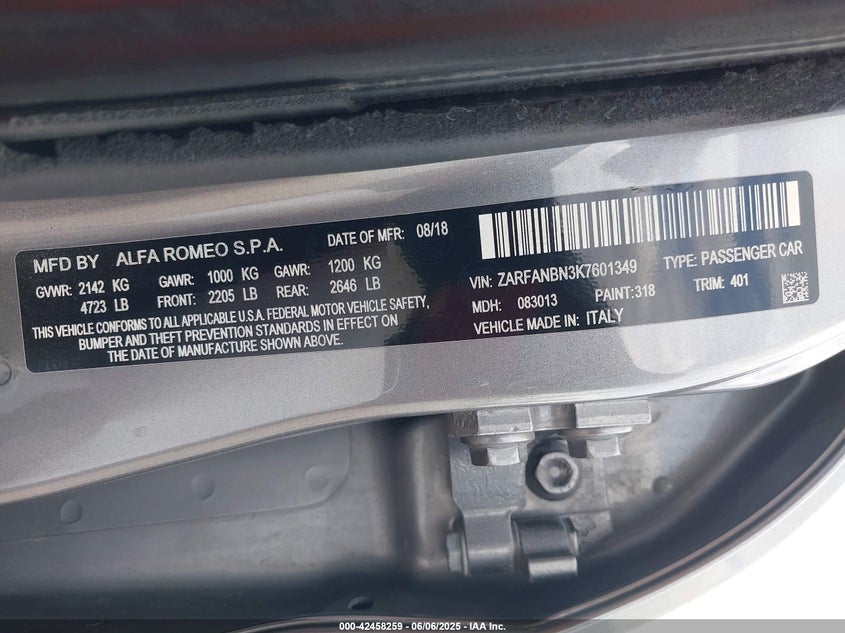 MFD BY ALFA ROMEO S.P.A. DATE OF MFR: 08/18
GVWR: 2142 KG GAWR: 1000 KG GAWR: 1200 KG
4723 LB FRONT: 2205 LB REAR: 2646 LB
THIS VEHICLE CONFORMS TO ALL APPLICABLE U.S.A. FEDERAL MOTOR VEHICLE SAFETY,
BUMPER AND THEFT PREVENTION STANDARDS IN EFFECT ON
THE DATE OF MANUFACTURE SHOWN ABOVE.
VIN: ZARFANBN3K7601349 TYPE: PASSENGER CAR
MDH: 083013 PAINT:318 TRIM: 401
VEHICLE MADE IN: ITALY
000-42458259 - 06/06/2025 - IAA Inc.